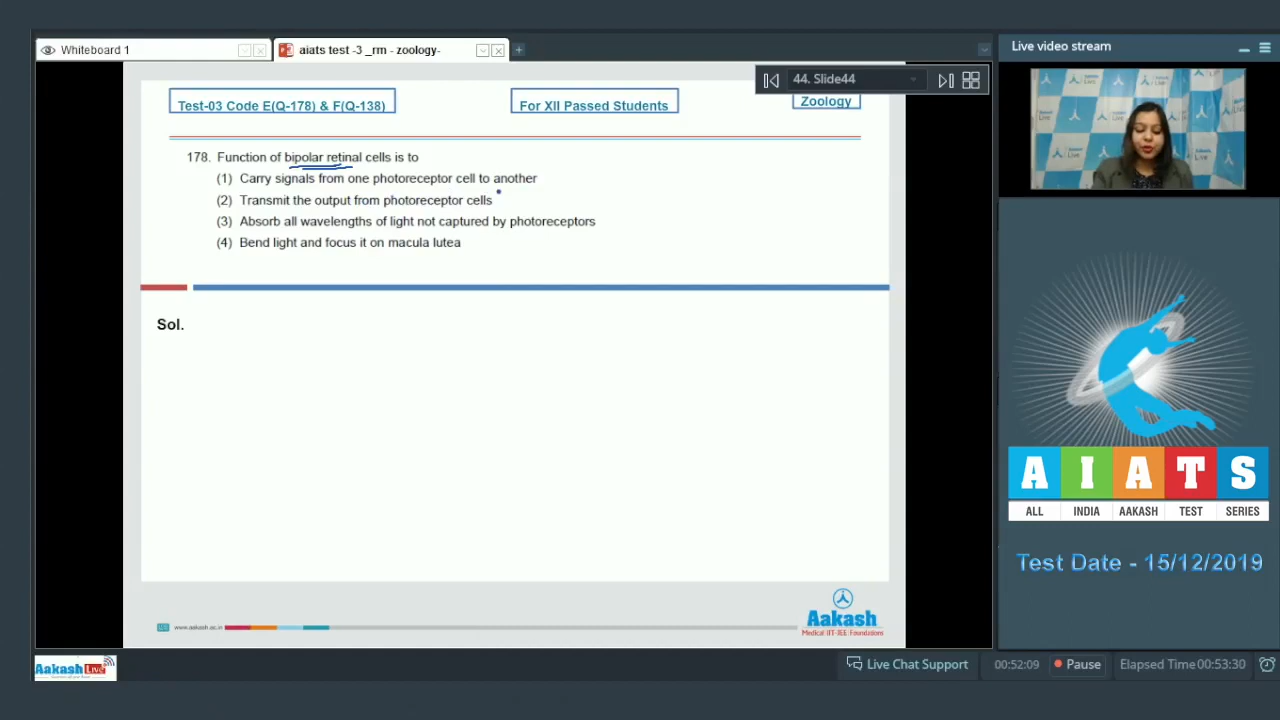 Whiteboard 1
aiats test -3 _rm - zoology-
Live video stream
44. Slide44
Test-03 Code E(Q-178) & F(Q-138)
For XII Passed Students
Zoology
178. Function of bipolar retinal cells is to
(1) Carry signals from one photoreceptor cell to another
(2) Transmit the output from photoreceptor cells
(3) Absorb all wavelengths of light not captured by photoreceptors
(4) Bend light and focus it on macula lutea
Sol.
A I A T S
ALL INDIA AAKASH TEST SERIES
Test Date - 15/12/2019
Aakash
Medical IIT-JEE Foundations
www.aakash.ac.in
Aakash Live
Live Chat Support
00:52:09
Pause
Elapsed Time 00:53:30